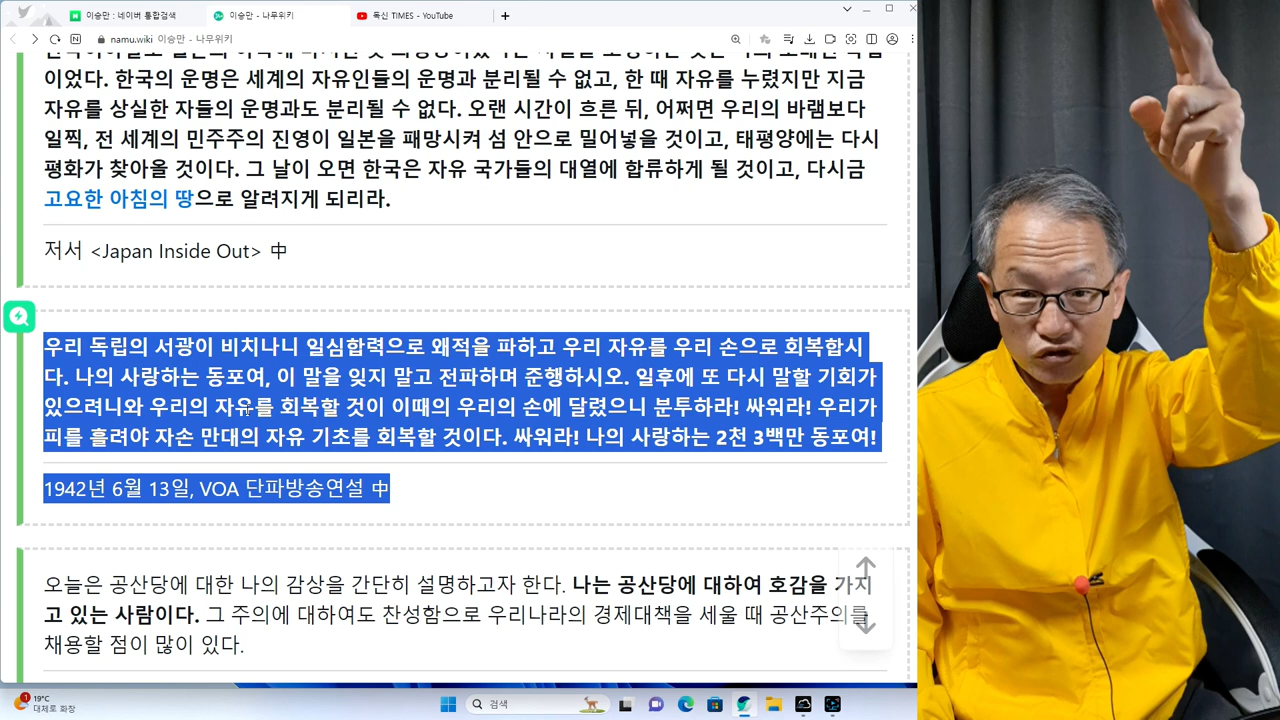 이승만 : 네이버 통합검색
이승만 - 나무위키
독신 TIMES - YouTube
namu.wiki 이승만 - 나무위키
이었다. 한국의 운명은 세계의 자유인들의 운명과 분리될 수 없고, 한 때 자유를 누렸지만 지금
자유를 상실한 자들의 운명과도 분리될 수 없다. 오랜 시간이 흐른 뒤, 어쩌면 우리의 바램보다
일찍, 전 세계의 민주주의 진영이 일본을 패망시켜 섬 안으로 밀어넣을 것이고, 태평양에는 다시
평화가 찾아올 것이다. 그 날이 오면 한국은 자유 국가들의 대열에 합류하게 될 것이고, 다시금
고요한 아침의 땅으로 알려지게 되리라.
저서 <Japan Inside Out> 中
우리 독립의 서광이 비치나니 일심합력으로 왜적을 파하고 우리 자유를 우리 손으로 회복합시
다. 나의 사랑하는 동포여, 이 말을 잊지 말고 전파하며 준행하시오. 일후에 또 다시 말할 기회가
있으려니와 우리의 자유를 회복할 것이 이때의 우리의 손에 달렸으니 분투하라! 싸워라! 우리가
피를 흘려야 자손 만대의 자유 기초를 회복할 것이다. 싸워라! 나의 사랑하는 2천 3백만 동포여!
1942년 6월 13일, VOA 단파방송연설 中
오늘은 공산당에 대한 나의 감상을 간단히 설명하고자 한다. 나는 공산당에 대하여 호감을 가지
고 있는 사람이다. 그 주의에 대하여도 찬성함으로 우리나라의 경제대책을 세울 때 공산주의를
채용할 점이 많이 있다.
1
19°C
대체로 화창
검색